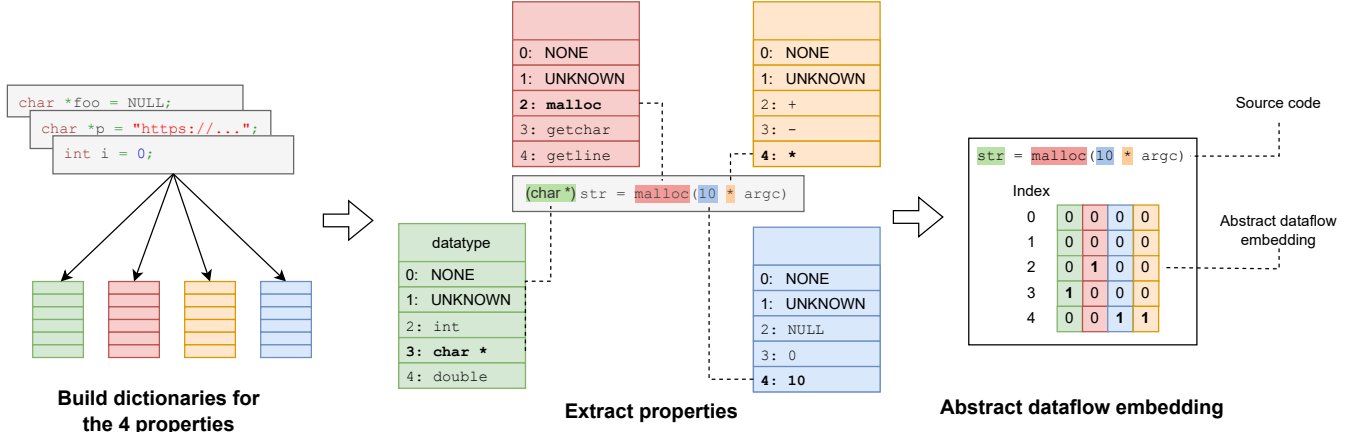 char *foo = NULL;
char *p = "https://...";
int i = 0;
Build dictionaries for
the 4 properties
0: NONE
1: UNKNOWN
2: malloc
3: getchar
4: getline
0: NONE
1: UNKNOWN
2: +
3: -
4: *
(char *) str = malloc(10 * argc)
datatype
0: NONE
1: UNKNOWN
2: int
3: char *
4: double
0: NONE
1: UNKNOWN
2: NULL
3: 0
4: 10
Extract properties
Source code
str = malloc(10 * argc)
Index
0 0 0 0 0
1 0 0 0 0
2 0 1 0 0
3 1 0 0 0
4 0 0 1 1
Abstract dataflow
embedding
Abstract dataflow embedding